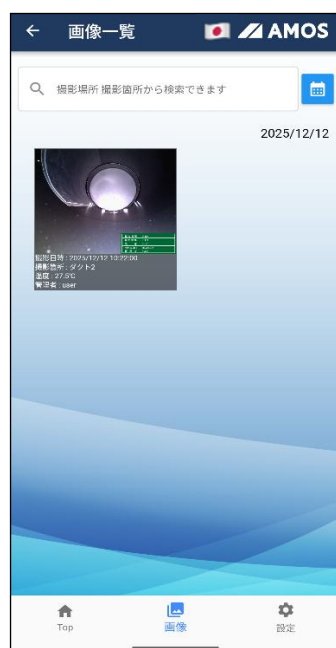 画像一覧
AMOS
撮影場所 撮影箇所から検索できます
2025/12/12
撮影日時 : 2025/12/12 10:22:00
撮影箇所 : ダクト2
温度 : 27.5℃
管理者 : user
Top
画像
設定